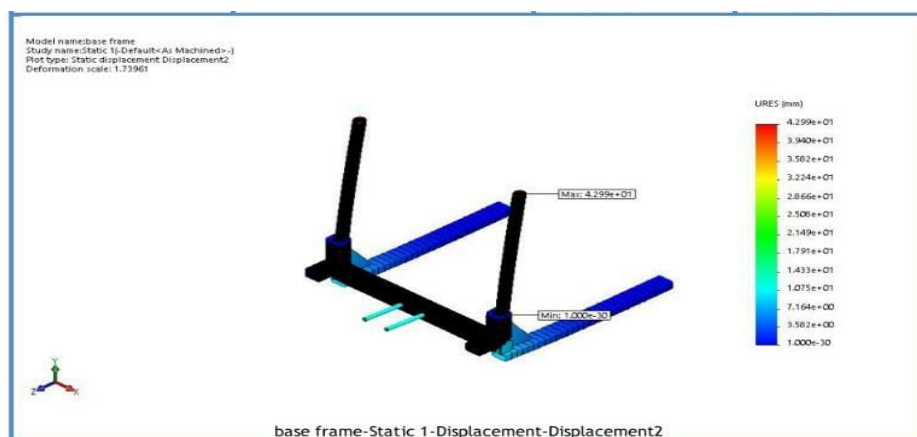 Model name:base frame
Study name:Static 1(-Default<As Machined>-)
Plot type: Static displacement Displacement2
Deformation scale: 1.73961
URES (mm)
4.299e+01
3.940e+01
3.582e+01
3.224e+01
2.866e+01
2.508e+01
2.149e+01
1.791e+01
1.433e+01
1.075e+01
7.164e+00
3.582e+00
1.000e-30
Max: 4.299e+01
Min: 1.000e-30
Y
Z
X
base frame-Static 1-Displacement-Displacement2